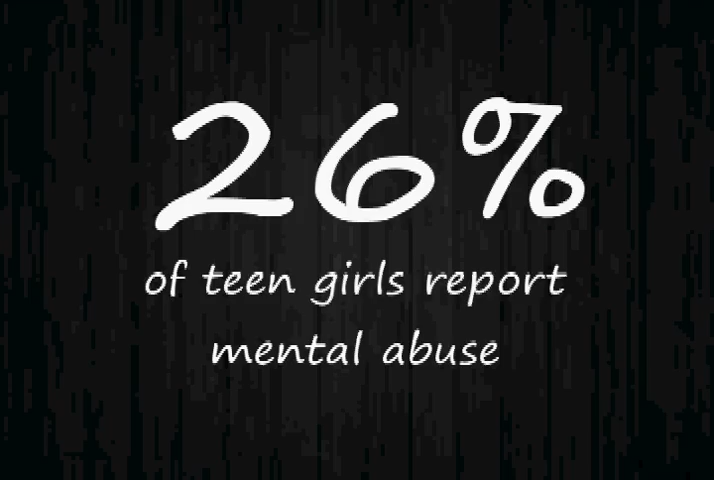 26%
of teen girls report
mental abuse